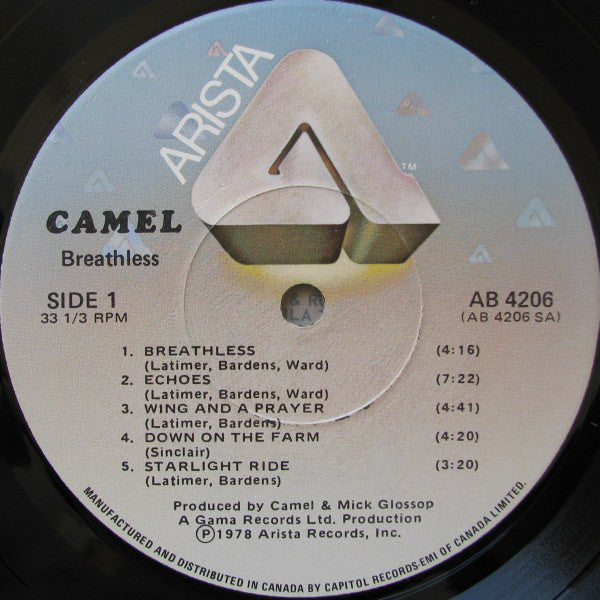 ARISTA
TM
CAMEL
Breathless
SIDE 1
33 1/3 RPM
AB 4206
(AB 4206 SA)
1. BREATHLESS (4:16)
(Latimer, Bardens, Ward)
2. ECHOES (7:22)
(Latimer, Bardens, Ward)
3. WING AND A PRAYER (4:41)
(Latimer, Bardens)
4. DOWN ON THE FARM (4:20)
(Sinclair)
5. STARLIGHT RIDE (3:20)
(Latimer, Bardens)
Produced by Camel & Mick Glossop
A Gama Records Ltd. Production
Ⓟ1978 Arista Records, Inc.
MANUFACTURED AND DISTRIBUTED IN CANADA BY CAPITOL RECORDS-EMI OF CANADA LIMITED.